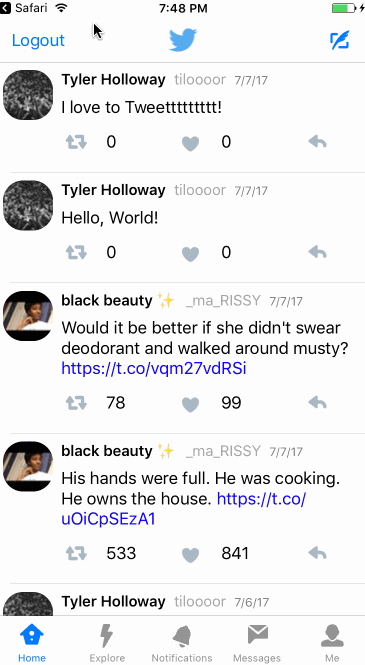 Safari 7:48 PM
Logout
Tyler Holloway tiloooor 7/7/17
I love to Tweettttttttt!
0 0
Tyler Holloway tiloooor 7/7/17
Hello, World!
0 0
black beauty ✨ _ma_RISSY 7/7/17
Would it be better if she didn't swear
deodorant and walked around musty?
https://t.co/vqm27vdRSi
78 99
black beauty ✨ _ma_RISSY 7/7/17
His hands were full. He was cooking.
He owns the house. https://t.co/
uOiCpSEzA1
533 841
Tyler Holloway tiloooor 7/6/17
Home Explore Notifications Messages Me